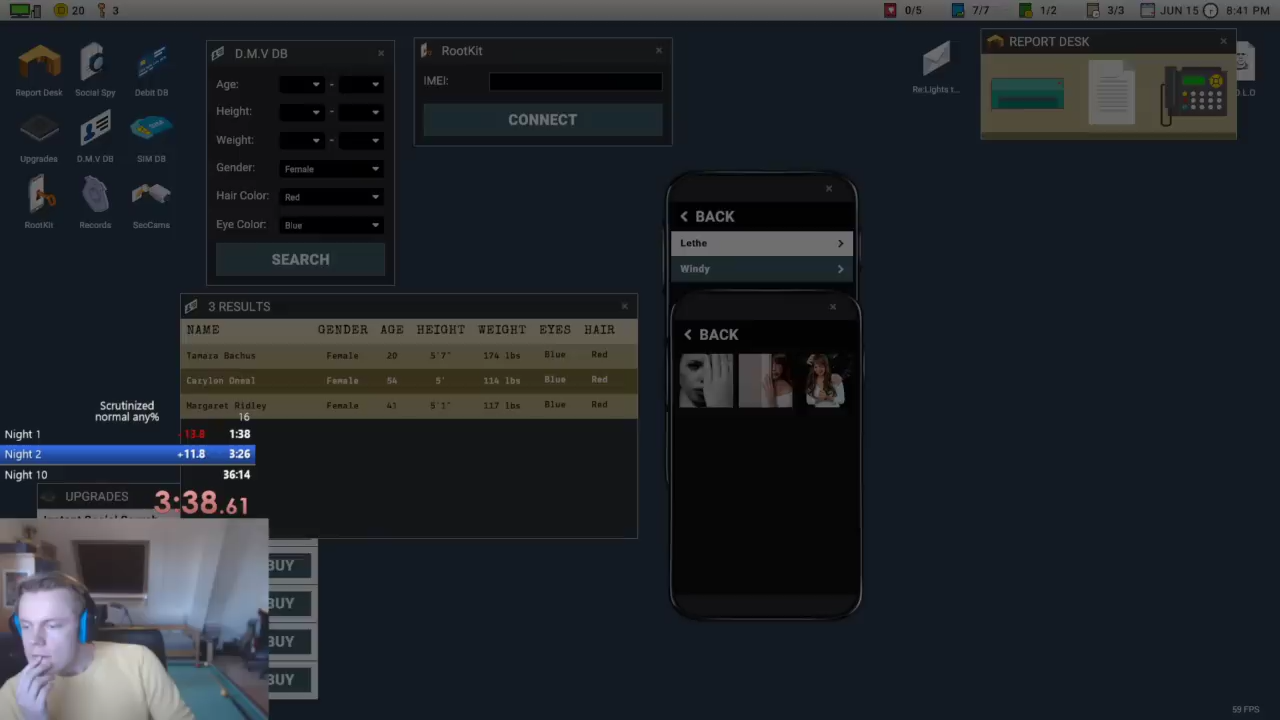 20
3
0/5
7/7
1/2
3/3
JUN 15
8:41 PM
Report Desk
Social Spy
Debit DB
Upgrades
D.M.V DB
SIM DB
RootKit
Records
SecCams
D.M.V DB
Age:
-
Height:
-
Weight:
-
Gender:
Female
Hair Color:
Red
Eye Color:
Blue
SEARCH
RootKit
IMEI:
CONNECT
Re:Lights t...
REPORT DESK
BACK
Lethe
Windy
BACK
3 RESULTS
NAME GENDER AGE HEIGHT WEIGHT EYES HAIR
Tamara Bachus Female 20 5'7" 174 lbs Blue Red
Carylon Oneal Female 54 5' 114 lbs Blue Red
Margaret Ridley Female 41 5'1" 117 lbs Blue Red
Scrutinized
normal any%
16
Night 1 -13.8 1:38
Night 2 +11.8 3:26
Night 10 36:14
3:38.61
UPGRADES
BUY
BUY
BUY
BUY
59 FPS